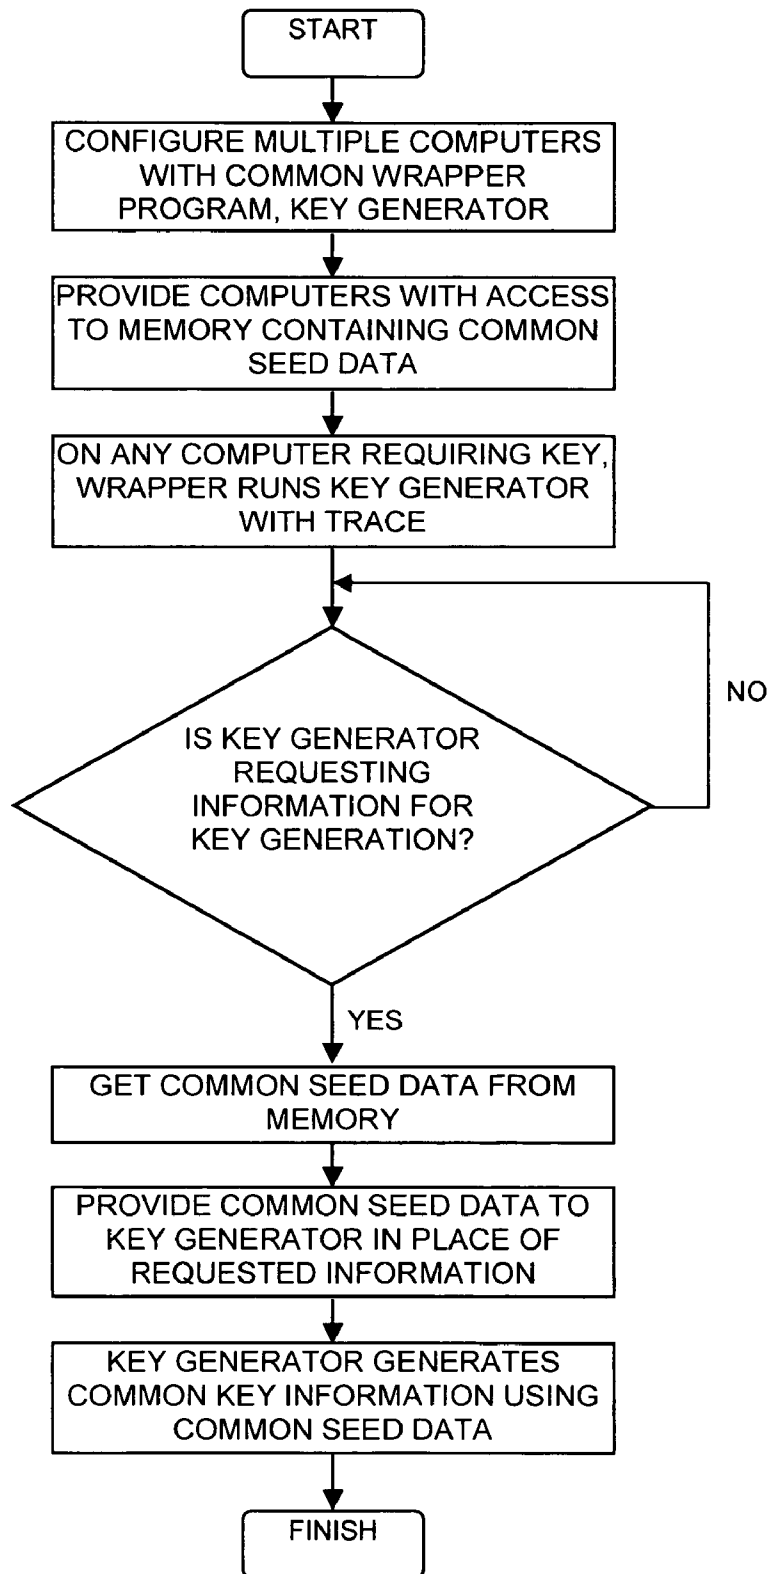 START
CONFIGURE MULTIPLE COMPUTERS
WITH COMMON WRAPPER
PROGRAM, KEY GENERATOR
PROVIDE COMPUTERS WITH ACCESS
TO MEMORY CONTAINING COMMON
SEED DATA
ON ANY COMPUTER REQUIRING KEY,
WRAPPER RUNS KEY GENERATOR
WITH TRACE
NO
IS KEY GENERATOR
REQUESTING
INFORMATION FOR
KEY GENERATION?
YES
GET COMMON SEED DATA FROM
MEMORY
PROVIDE COMMON SEED DATA TO
KEY GENERATOR IN PLACE OF
REQUESTED INFORMATION
KEY GENERATOR GENERATES
COMMON KEY INFORMATION USING
COMMON SEED DATA
FINISH